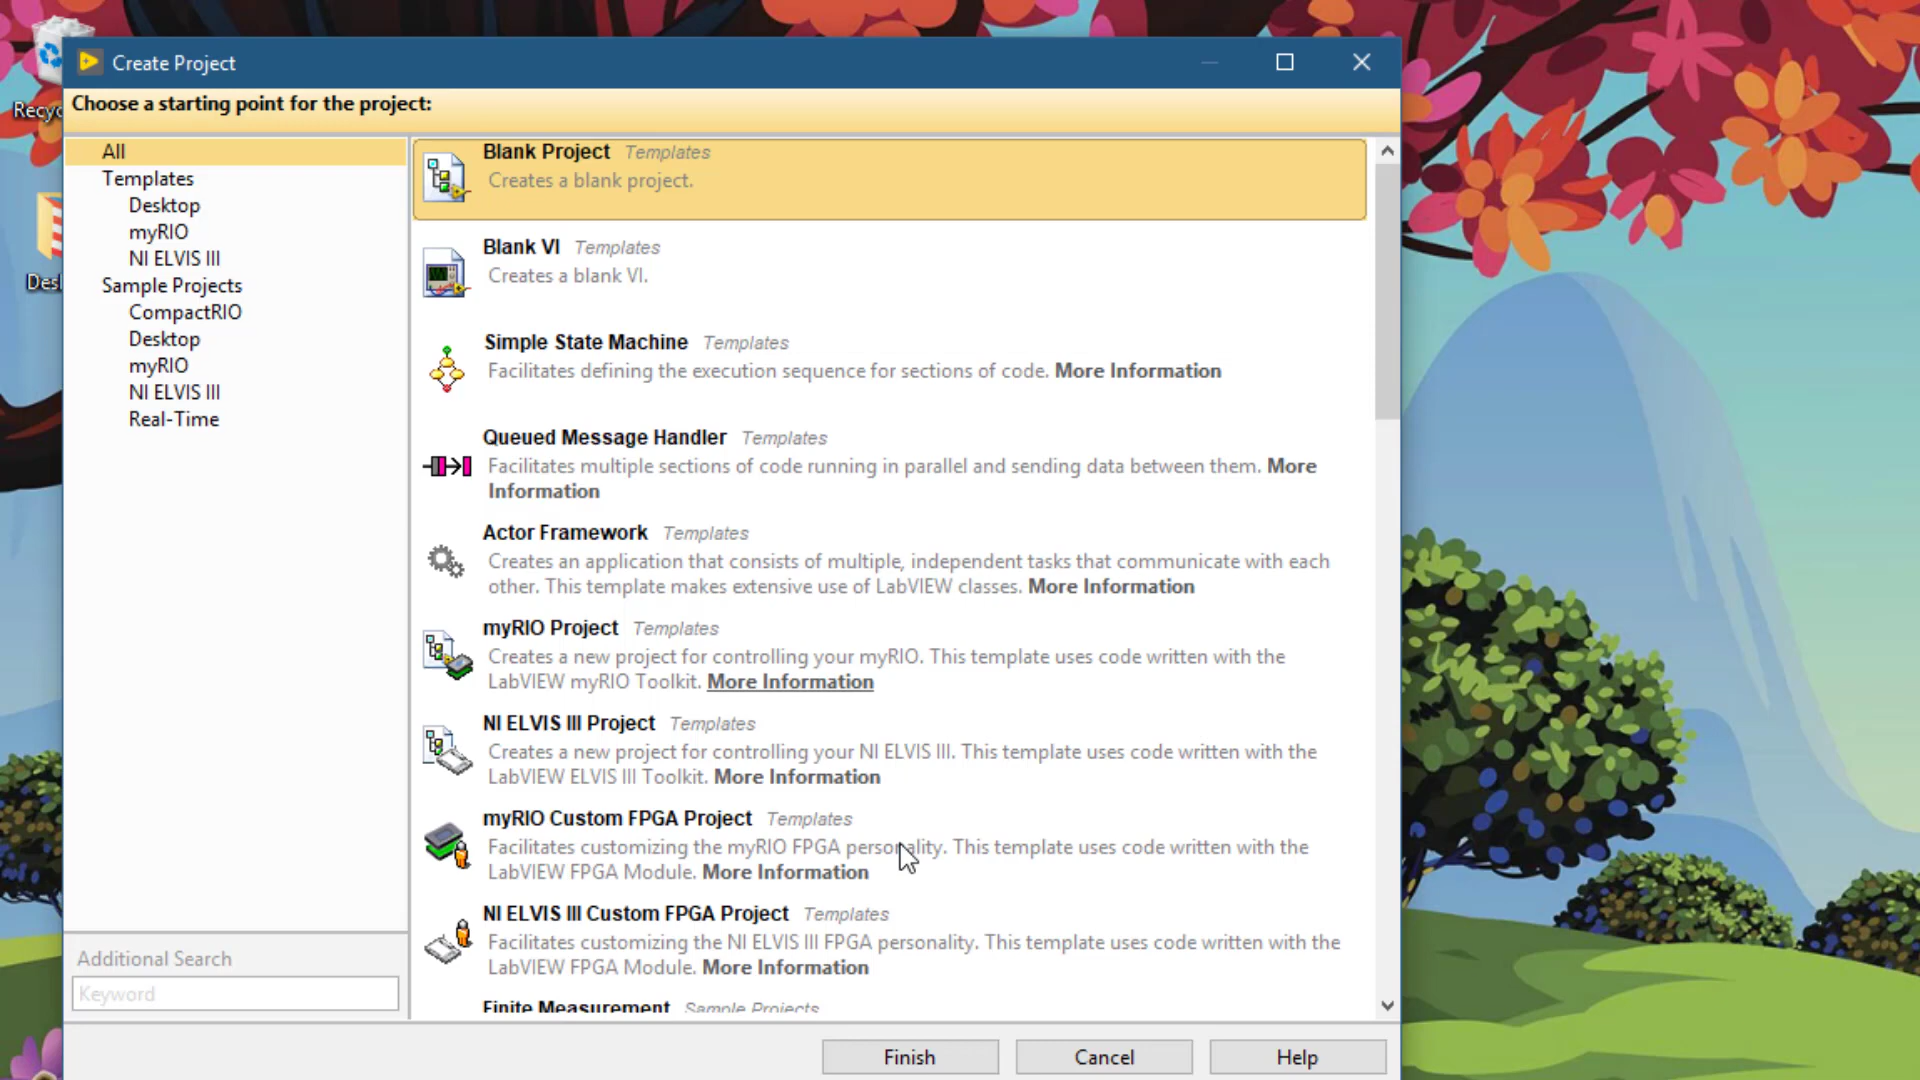 Recyc
Desk
Create Project
Choose a starting point for the project:
All
Templates
Desktop
myRIO
NI ELVIS III
Sample Projects
CompactRIO
Desktop
myRIO
NI ELVIS III
Real-Time
Additional Search
Keyword
Blank Project Templates
Creates a blank project.
Blank VI Templates
Creates a blank VI.
Simple State Machine Templates
Facilitates defining the execution sequence for sections of code. More Information
Queued Message Handler Templates
Facilitates multiple sections of code running in parallel and sending data between them. More
Information
Actor Framework Templates
Creates an application that consists of multiple, independent tasks that communicate with each
other. This template makes extensive use of LabVIEW classes. More Information
myRIO Project Templates
Creates a new project for controlling your myRIO. This template uses code written with the
LabVIEW myRIO Toolkit. More Information
NI ELVIS III Project Templates
Creates a new project for controlling your NI ELVIS III. This template uses code written with the
LabVIEW ELVIS III Toolkit. More Information
myRIO Custom FPGA Project Templates
Facilitates customizing the myRIO FPGA personality. This template uses code written with the
LabVIEW FPGA Module. More Information
NI ELVIS III Custom FPGA Project Templates
Facilitates customizing the NI ELVIS III FPGA personality. This template uses code written with the
LabVIEW FPGA Module. More Information
Finite Measurement Sample Projects
Finish
Cancel
Help